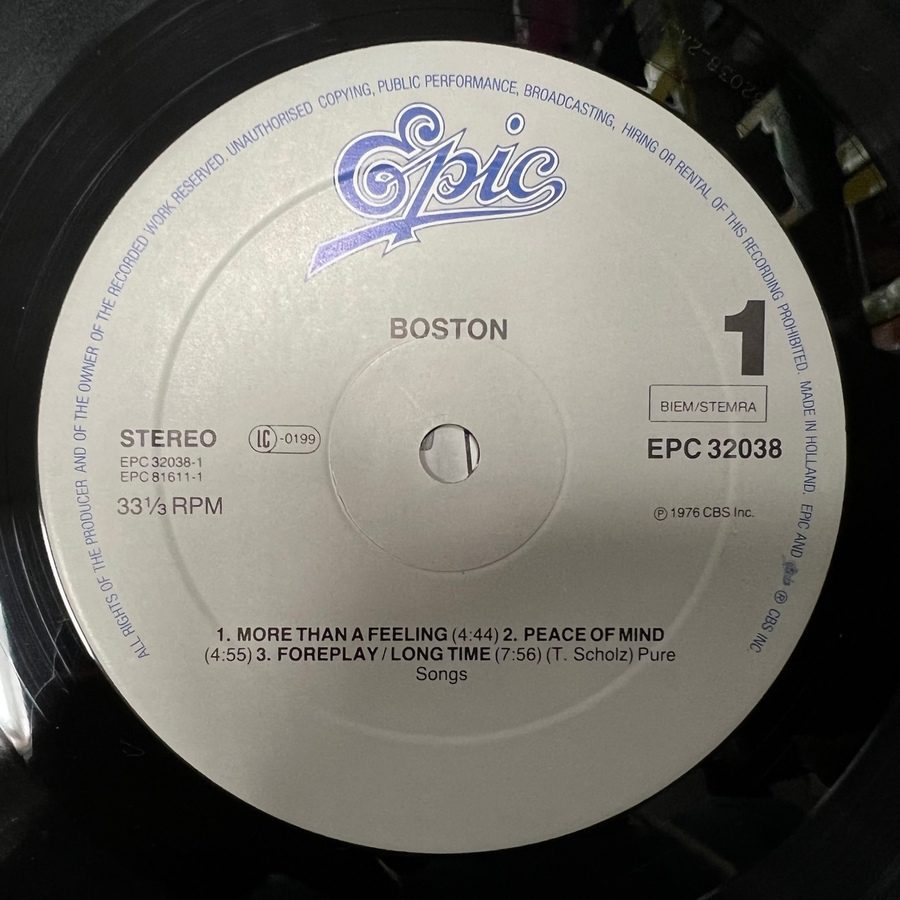 ALL RIGHTS OF THE PRODUCER AND OF THE OWNER OF THE RECORDED WORK RESERVED. UNAUTHORISED COPYING, PUBLIC PERFORMANCE, BROADCASTING, HIRING OR RENTAL OF THIS RECORDING PROHIBITED. MADE IN HOLLAND. EPIC AND Epic ® CBS INC.
Epic
BOSTON
1
BIEM/STEMRA
STEREO
LC-0199
EPC 32038
EPC 32038-1
EPC 81611-1
33⅓ RPM
℗ 1976 CBS Inc.
1. MORE THAN A FEELING (4:44) 2. PEACE OF MIND
(4:55) 3. FOREPLAY / LONG TIME (7:56) (T. Scholz) Pure
Songs